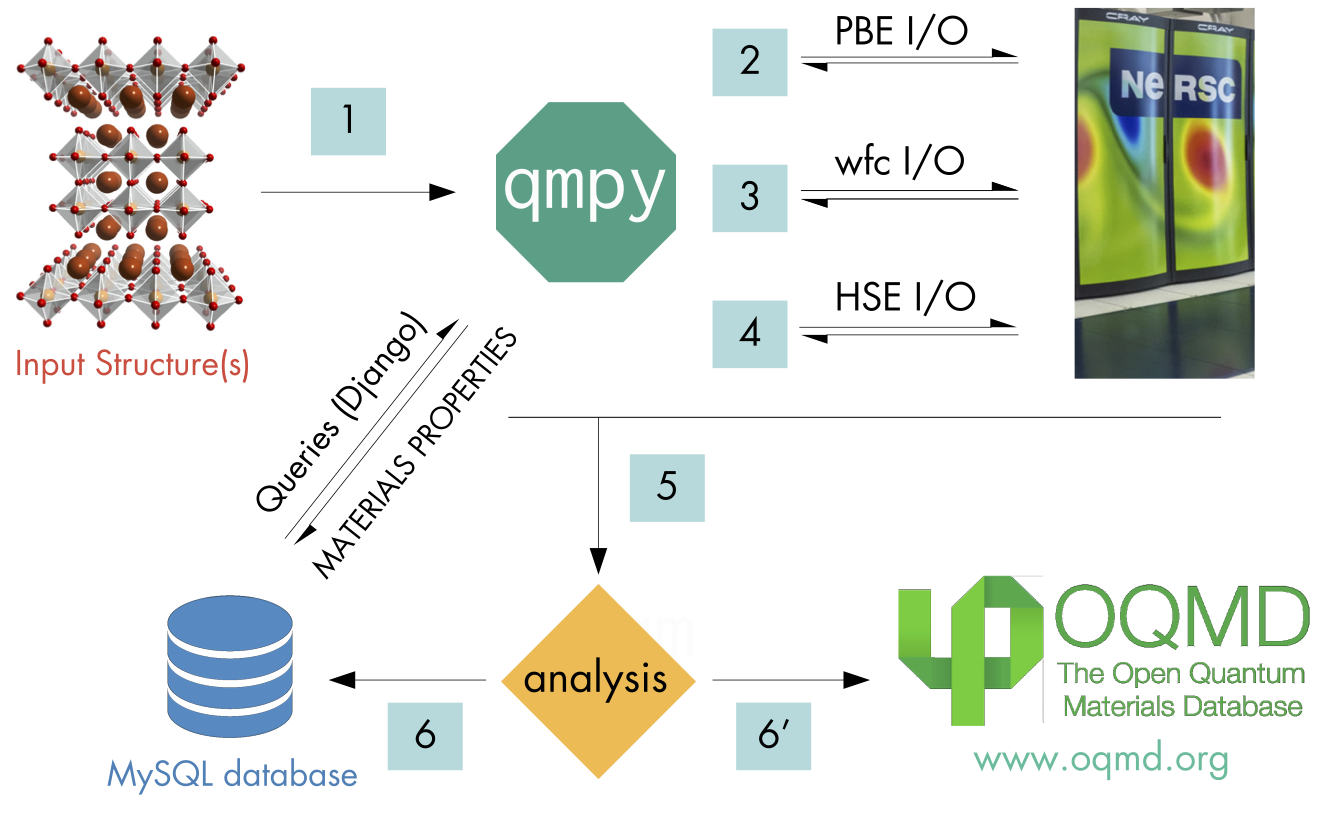 CRAY
CRAY
NeRSC
1
2
PBE I/O
qmpy
3
wfc I/O
4
HSE I/O
Input Structure(s)
Queries (Django)
MATERIALS PROPERTIES
5
analysis
OQMD
The Open Quantum
Materials Database
www.oqmd.org
6
6′
MySQL database